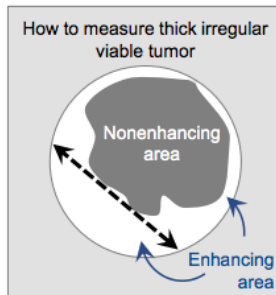 How to measure thick irregular
viable tumor
Nonenhancing
area
Enhancing
area